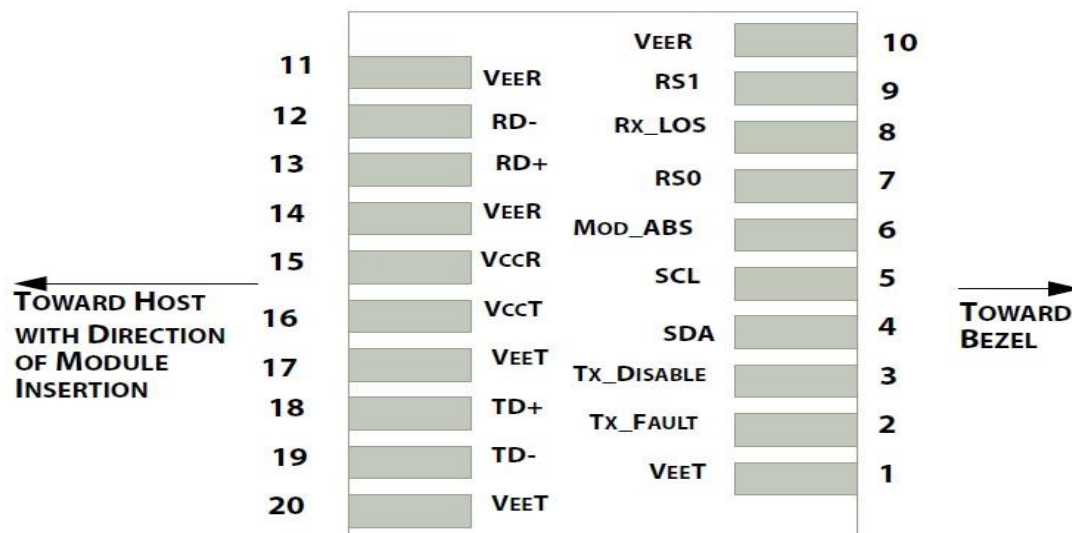 VEER 10
11 VEER
RS1 9
12 RD-
RX_LOS 8
13 RD+
RS0 7
14 VEER
MOD_ABS 6
15 VCCR
SCL 5
16 VCCT
SDA 4
17 VEET
TX_DISABLE 3
18 TD+
TX_FAULT 2
19 TD-
VEET 1
20 VEET
TOWARD HOST
WITH DIRECTION
OF MODULE
INSERTION
TOWARD
BEZEL